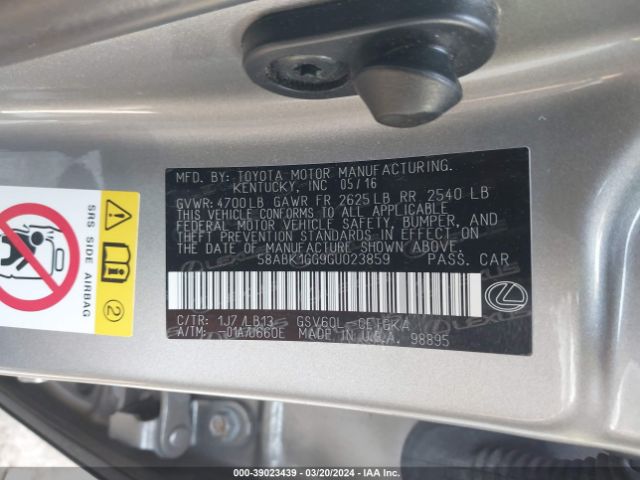 MFD. BY: TOYOTA MOTOR MANUFACTURING.
KENTUCKY, INC 05/16
GVWR: 4700LB GAWR FR 2625LB RR 2540 LB
THIS VEHICLE CONFORMS TO ALL APPLICABLE
FEDERAL MOTOR VEHICLE SAFETY, BUMPER, AND
THEFT PREVENTION STANDARDS IN EFFECT ON
THE DATE OF MANUFACTURE SHOWN ABOVE.
58ABK1GG9GU023859 PASS. CAR
C/TR: 1J7/LB13 GSV60L-CETGKA
A/TM: -01A/U660E MADE IN U.S.A. 98895
SRS SIDE AIRBAG
2
000-39023439 - 03/20/2024 - IAA Inc.